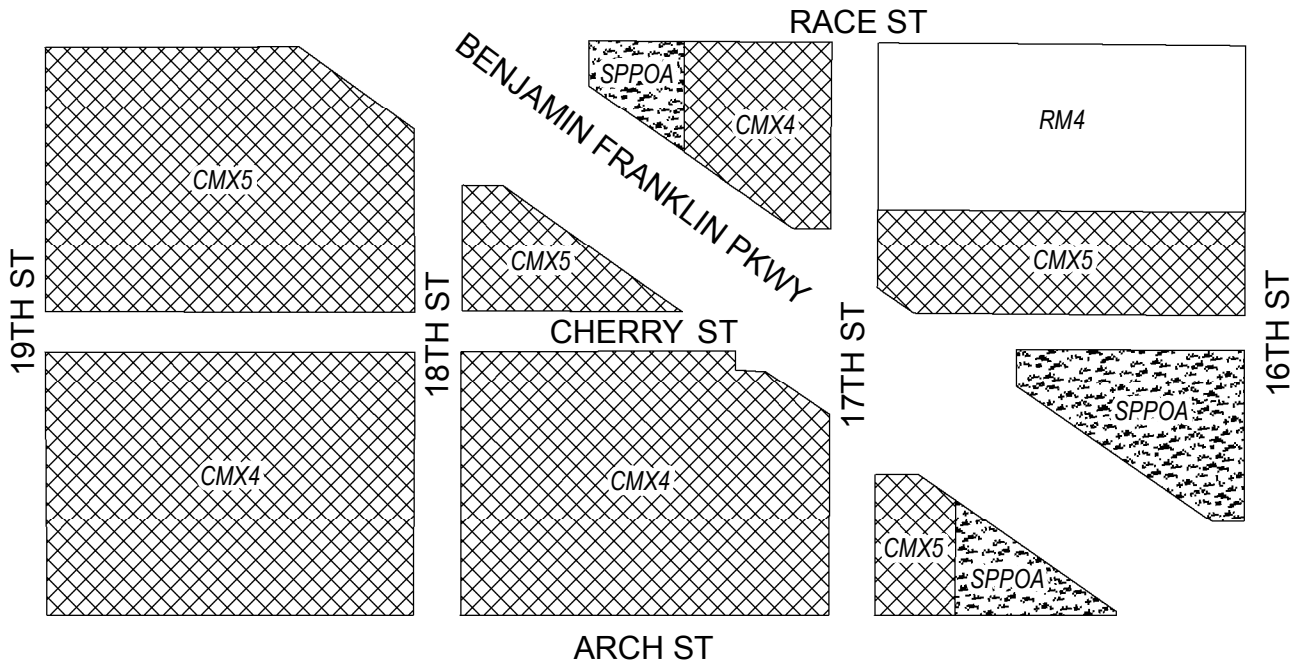 RACE ST
BENJAMIN FRANKLIN PKWY
SPPOA
CMX4
RM4
CMX5
CMX5
CMX5
19TH ST
18TH ST
17TH ST
16TH ST
CHERRY ST
SPPOA
CMX4
CMX4
CMX5
SPPOA
ARCH ST